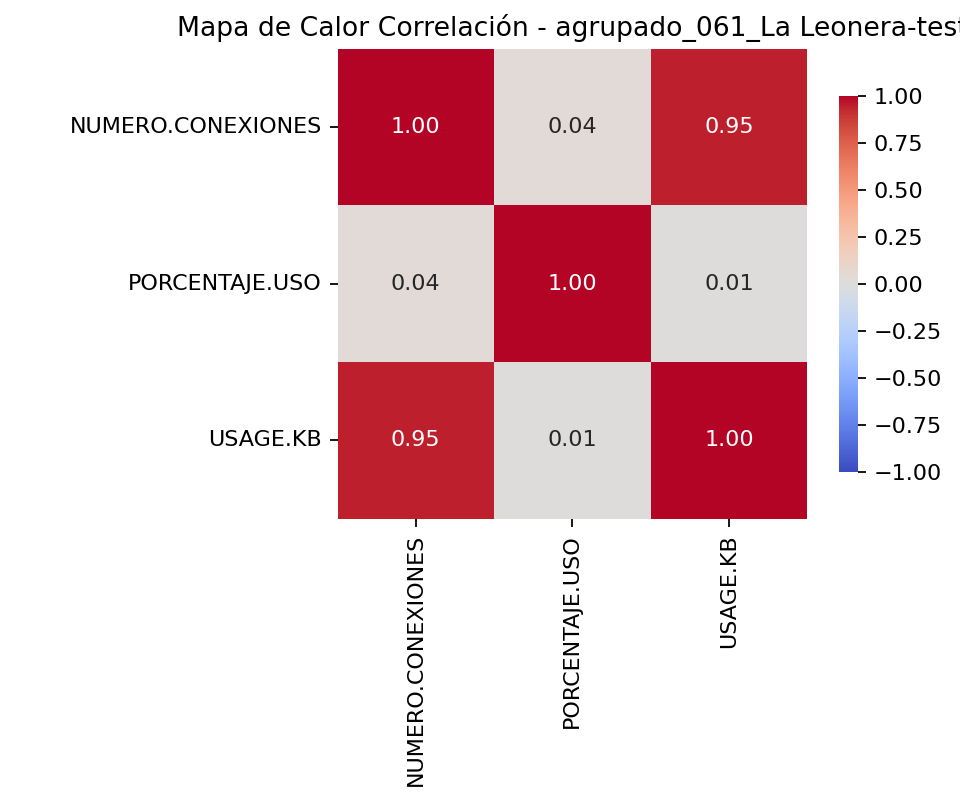 Mapa de Calor Correlación - agrupado_061_La Leonera-test
NUMERO.CONEXIONES 1.00 0.04 0.95
PORCENTAJE.USO 0.04 1.00 0.01
USAGE.KB 0.95 0.01 1.00
NUMERO.CONEXIONES
PORCENTAJE.USO
USAGE.KB
1.00
0.75
0.50
0.25
0.00
−0.25
−0.50
−0.75
−1.00